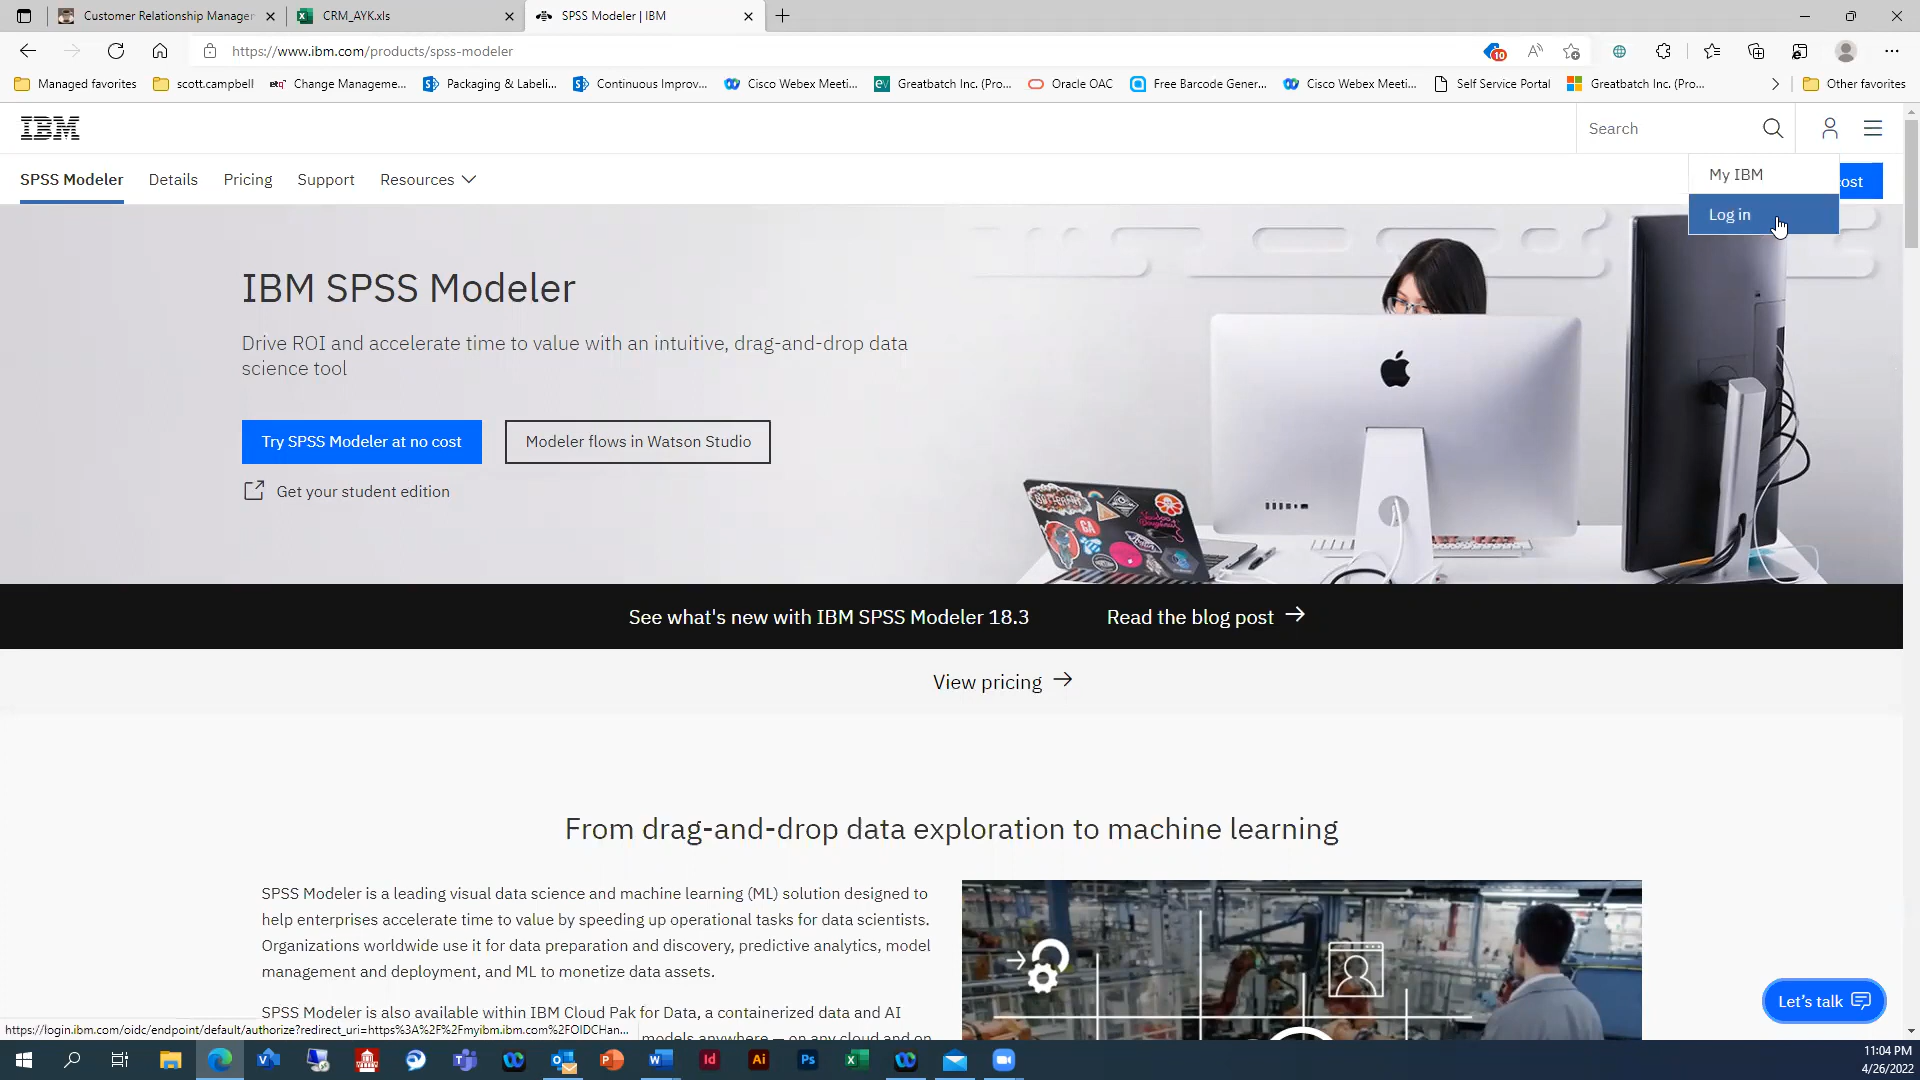 Customer Relationship Manager
CRM_AYK.xls
SPSS Modeler | IBM
https://www.ibm.com/products/spss-modeler
10
Managed favorites
scott.campbell
etq
Change Manageme...
Packaging & Labeli...
Continuous Improv...
Cisco Webex Meeti...
Greatbatch Inc. (Pro...
Oracle OAC
Free Barcode Gener...
Cisco Webex Meeti...
Self Service Portal
Greatbatch Inc. (Pro...
Other favorites
IBM
Search
SPSS Modeler
Details
Pricing
Support
Resources
My IBM
cost
Log in
IBM SPSS Modeler
Drive ROI and accelerate time to value with an intuitive, drag-and-drop data
science tool
Try SPSS Modeler at no cost
Modeler flows in Watson Studio
Get your student edition
See what's new with IBM SPSS Modeler 18.3
Read the blog post
View pricing
From drag-and-drop data exploration to machine learning
SPSS Modeler is a leading visual data science and machine learning (ML) solution designed to
help enterprises accelerate time to value by speeding up operational tasks for data scientists.
Organizations worldwide use it for data preparation and discovery, predictive analytics, model
management and deployment, and ML to monetize data assets.
SPSS Modeler is also available within IBM Cloud Pak for Data, a containerized data and AI
models anywhere — on any cloud and on
Let's talk
https://login.ibm.com/oidc/endpoint/default/authorize?redirect_uri=https%3A%2F%2Fmyibm.ibm.com%2FOIDCHan...
11:04 PM
4/26/2022